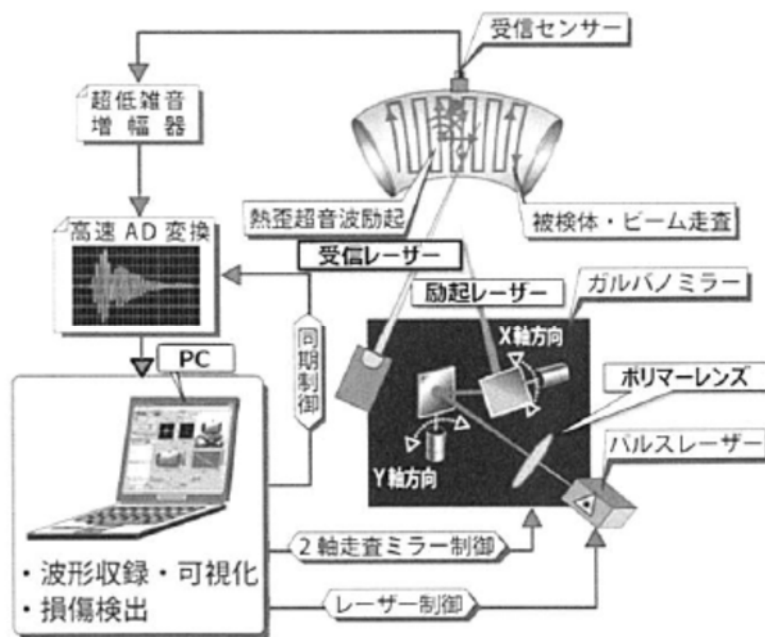 受信センサー
超低雑音
増幅器
熱歪超音波励起
被検体・ビーム走査
高速AD変換
受信レーザー
励起レーザー
ガルバノミラー
X軸方向
PC
同期制御
ポリマーレンズ
パルスレーザー
Y軸方向
2軸走査ミラー制御
・波形収録・可視化
・損傷検出
レーザー制御